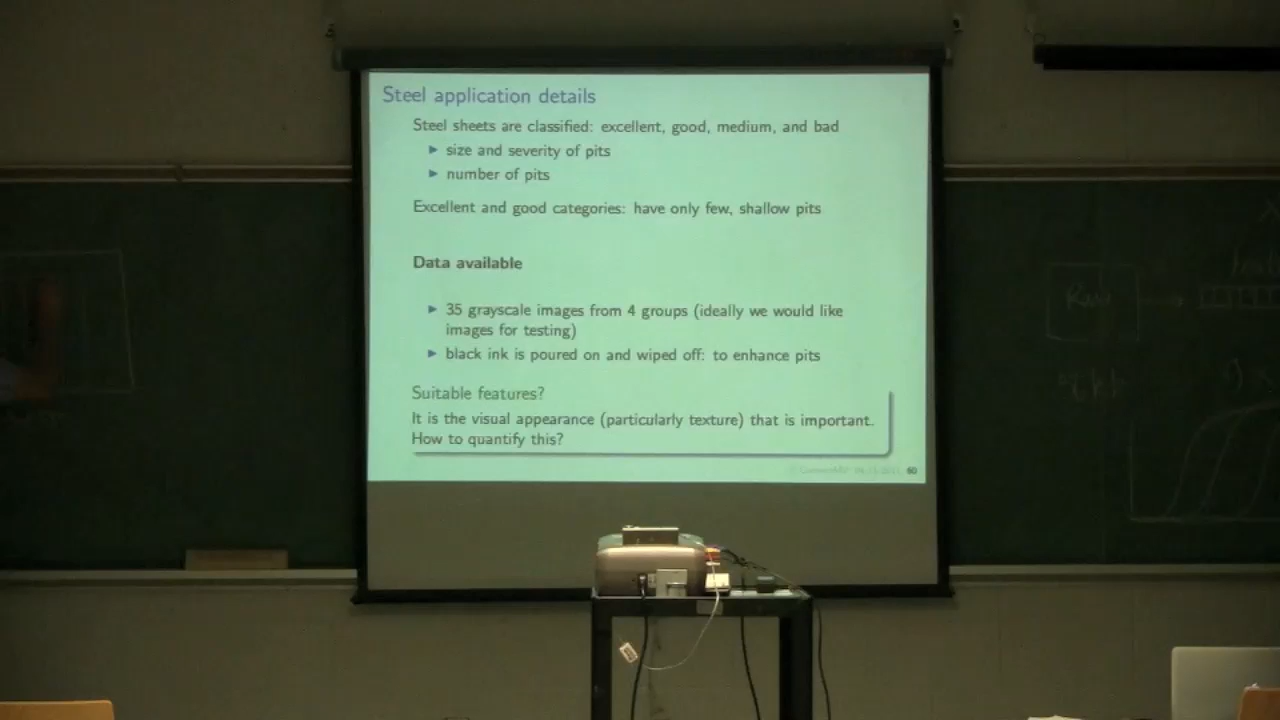 Steel application details
Steel sheets are classified: excellent, good, medium, and bad
size and severity of pits
number of pits
Excellent and good categories: have only few, shallow pits
Data available
35 grayscale images from 4 groups (ideally we would like
images for testing)
black ink is poured on and wiped off: to enhance pits
Suitable features?
It is the visual appearance (particularly texture) that is important.
How to quantify this?
60